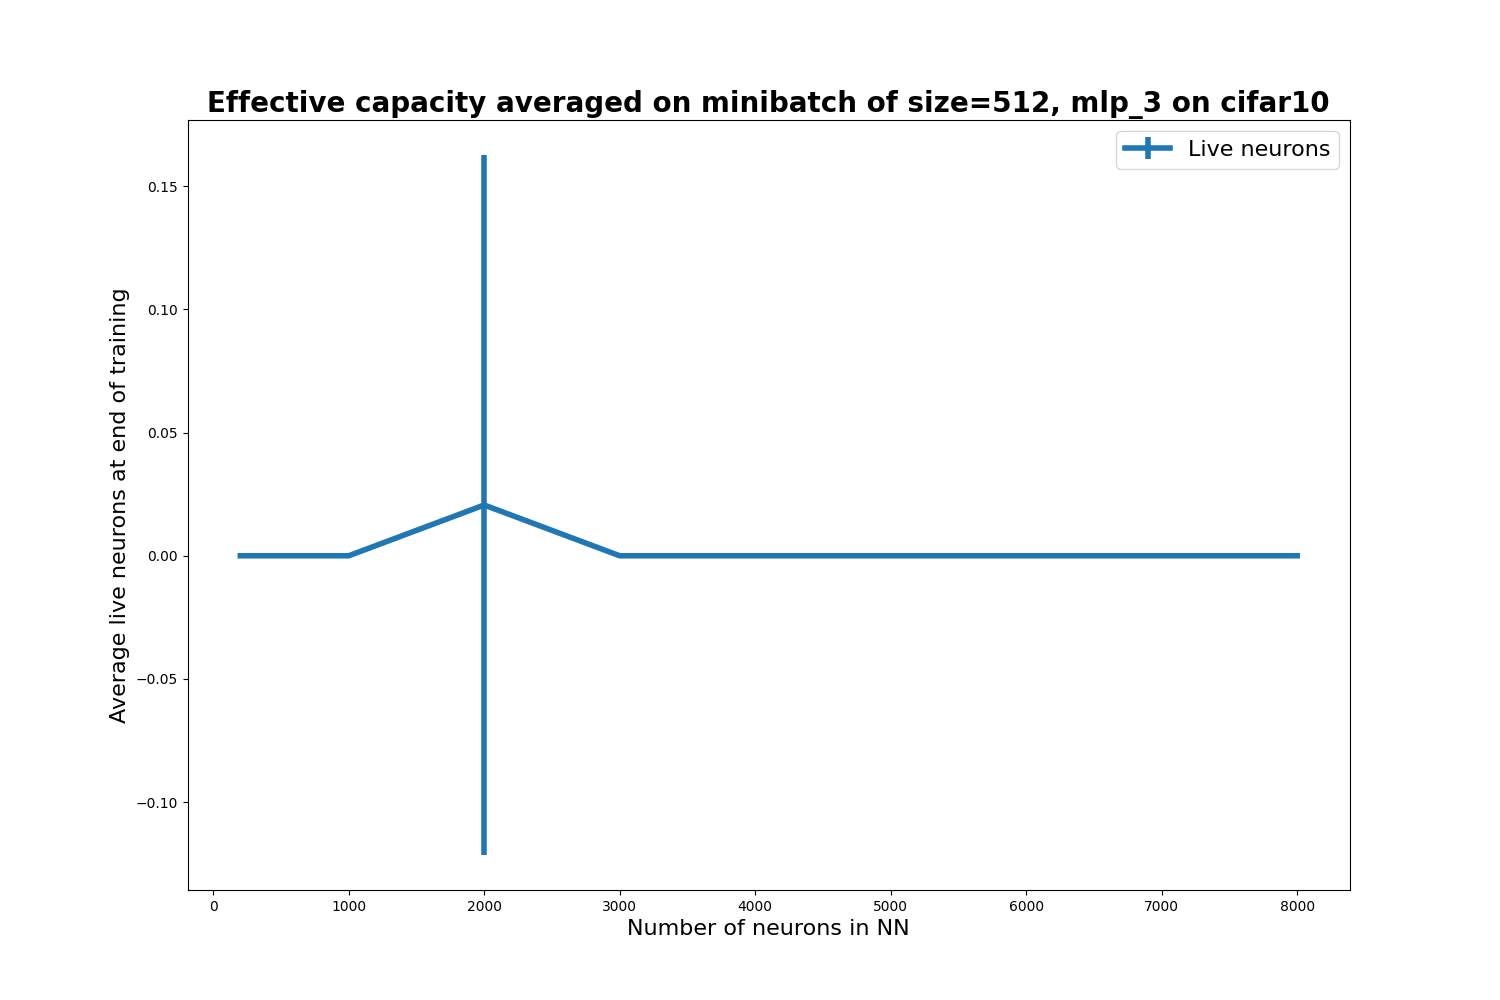 Effective capacity averaged on minibatch of size=512, mlp_3 on cifar10
Live neurons
Average live neurons at end of training
0.15
0.10
0.05
0.00
−0.05
−0.10
0 1000 2000 3000 4000 5000 6000 7000 8000
Number of neurons in NN